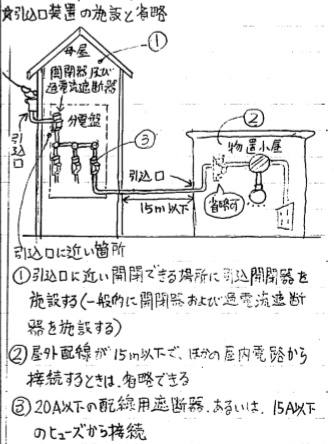 ☆引込口装置の施設と省略
①
母屋
開閉器及び
過電流遮断器
②
分電盤
③
物置小屋
引込口
引込口
省略可
15m以下
引込口に近い箇所
①引込口に近い開閉できる場所に引込開閉器を
施設する(一般的に開閉器および過電流遮断
器を施設する)
②屋外配線が15m以下で、ほかの屋内電路から
接続するときは、省略できる
③20A以下の配線用遮断器、あるいは、15A以下
のヒューズから接続